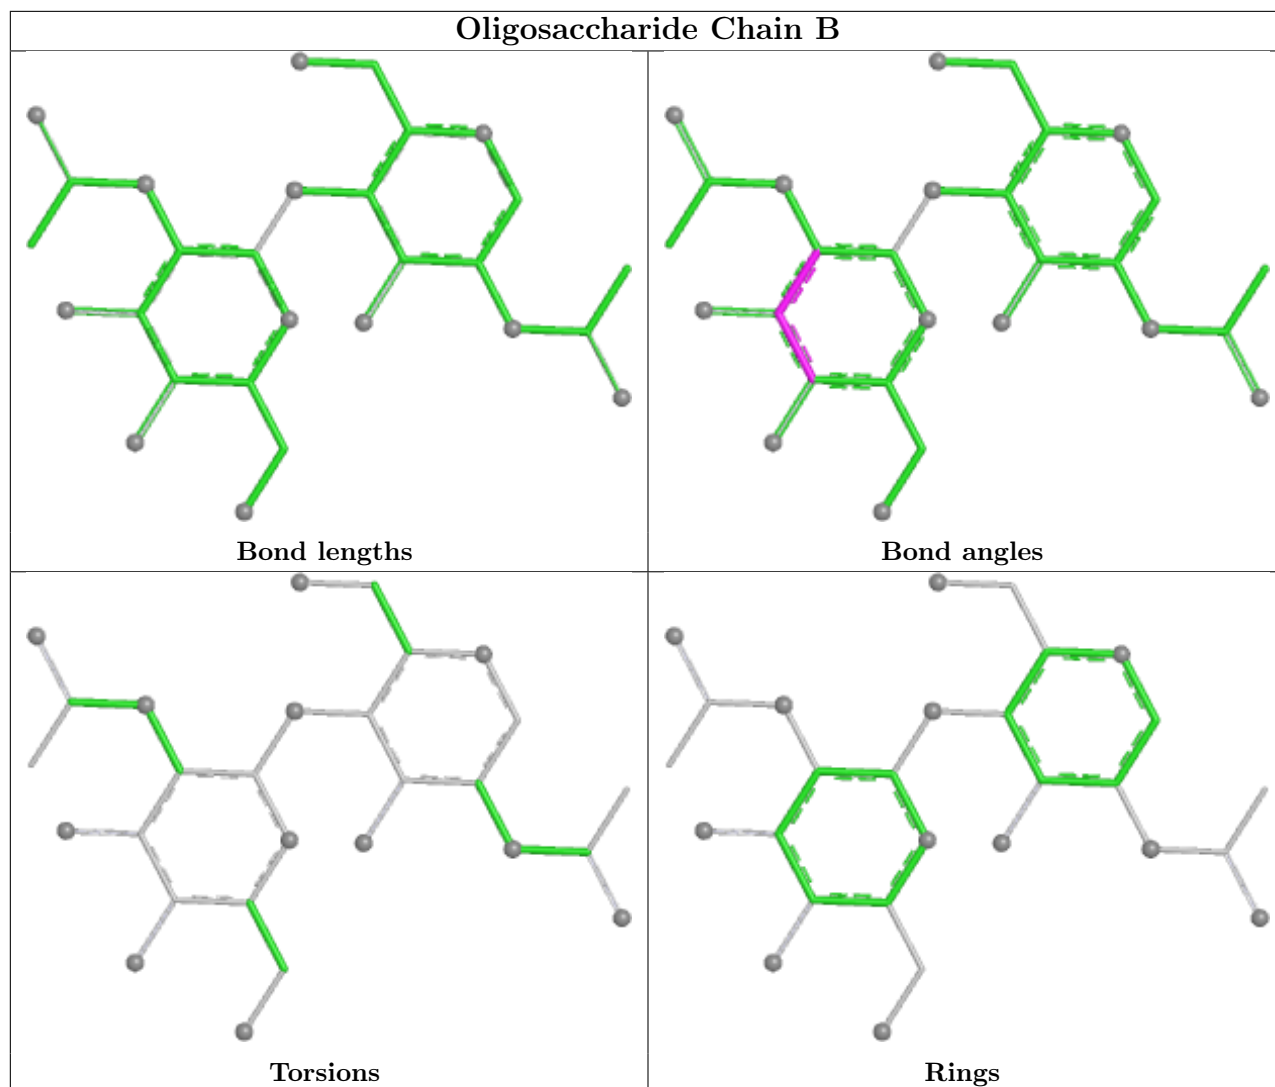 Oligosaccharide Chain B
Bond lengths
Bond angles
Torsions
Rings